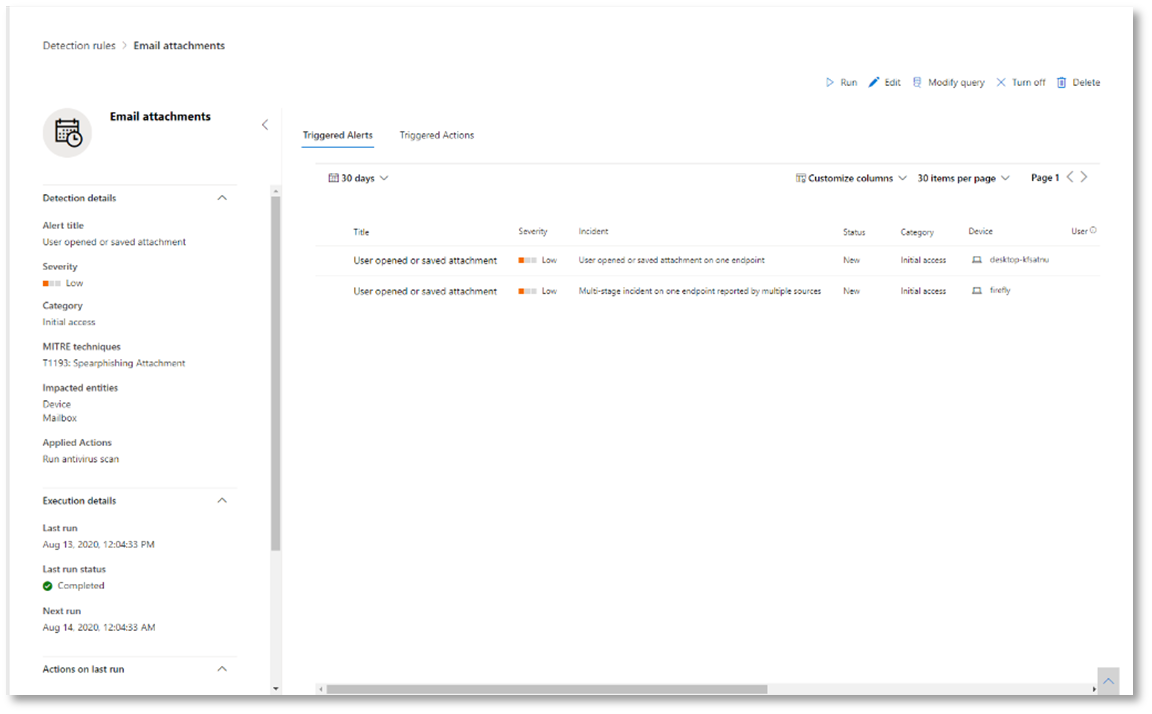 Detection rules > Email attachments
Run Edit Modify query Turn off Delete
Email attachments
Detection details
Alert title
User opened or saved attachment
Severity
Low
Category
Initial access
MITRE techniques
T1193: Spearphishing Attachment
Impacted entities
Device
Mailbox
Applied Actions
Run antivirus scan
Execution details
Last run
Aug 13, 2020, 12:04:33 PM
Last run status
Completed
Next run
Aug 14, 2020, 12:04:33 AM
Actions on last run
Triggered Alerts Triggered Actions
30 days Customize columns 30 items per page Page 1
Title Severity Incident Status Category Device User
User opened or saved attachment Low User opened or saved attachment on one endpoint New Initial access desktop-kfsatnu
User opened or saved attachment Low Multi-stage incident on one endpoint reported by multiple sources New Initial access firefly